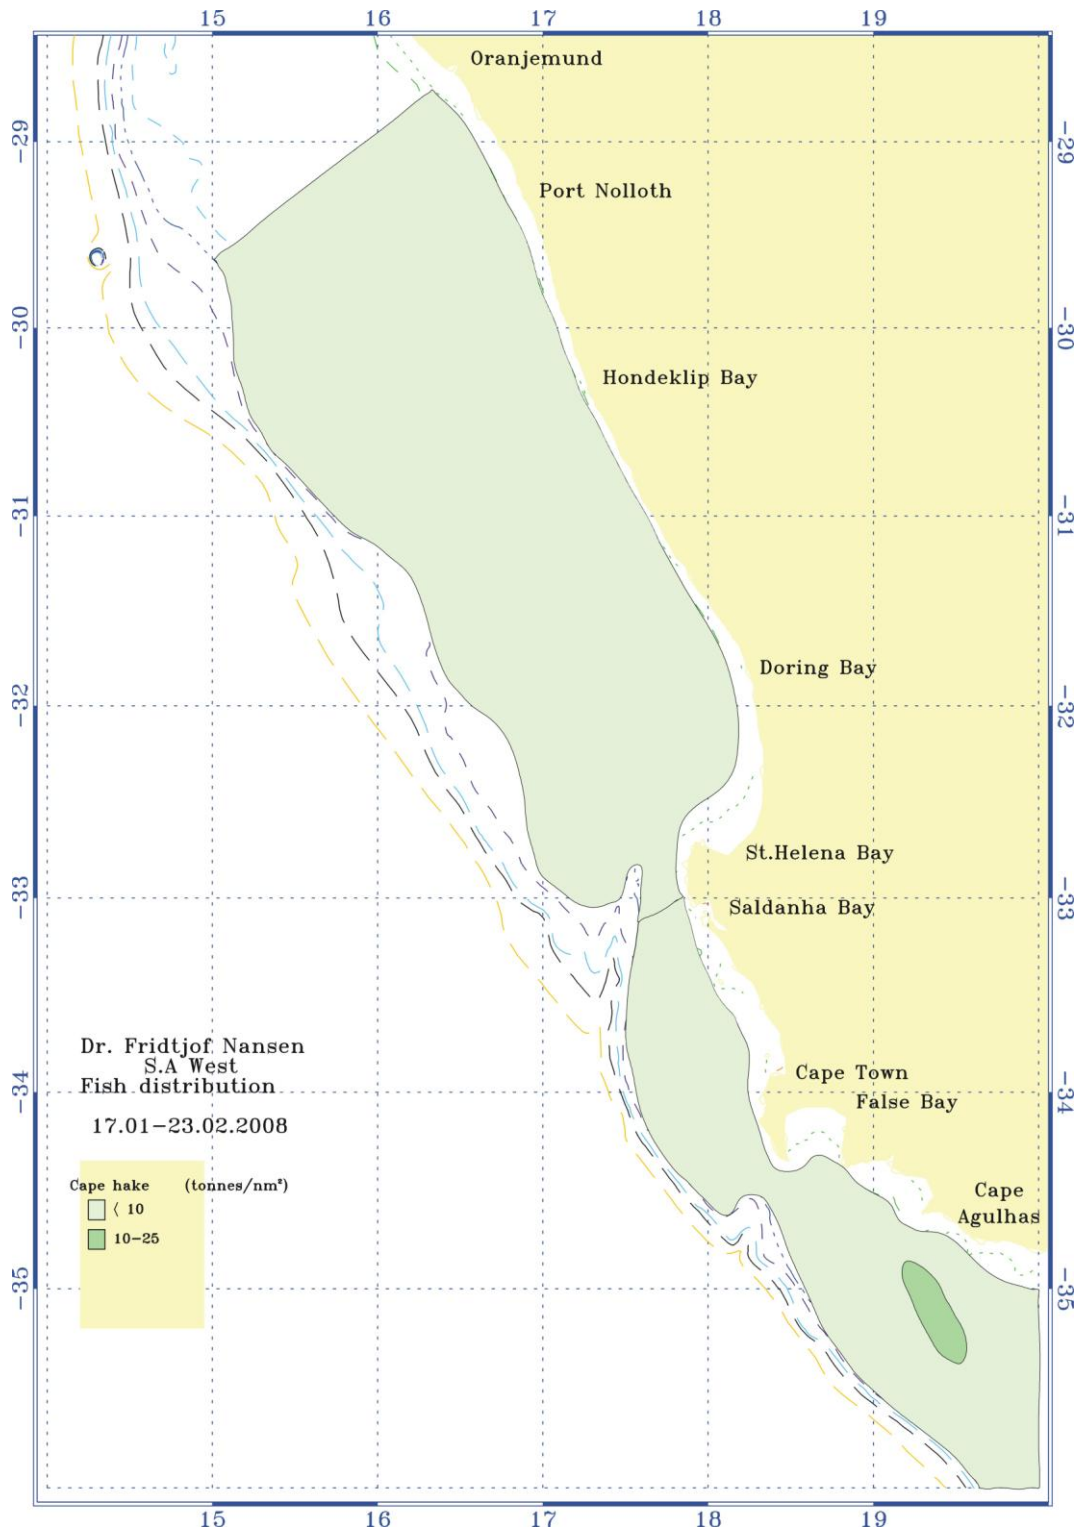 15 16 17 18 19
Oranjemund
-29 -29
Port Nolloth
-30 -30
Hondeklip Bay
-31 -31
Doring Bay
-32 -32
St.Helena Bay
-33 -33
Saldanha Bay
Dr. Fridtjof Nansen
S.A West
Fish distribution
17.01-23.02.2008
Cape Town
-34 -34
False Bay
Cape hake (tonnes/nm²)
< 10
10-25
Cape
Agulhas
-35 -35
15 16 17 18 19